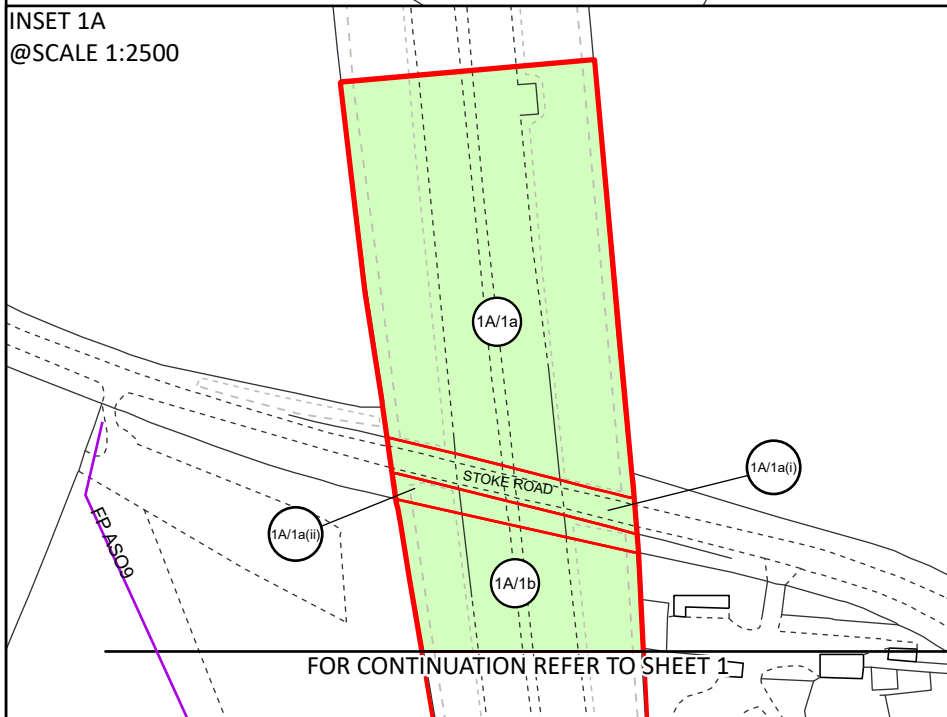 INSET 1A
@SCALE 1:2500
1A/1a
STOKE ROAD
1A/1a(i)
1A/1a(ii)
FP ASO9
1A/1b
FOR CONTINUATION REFER TO SHEET 1